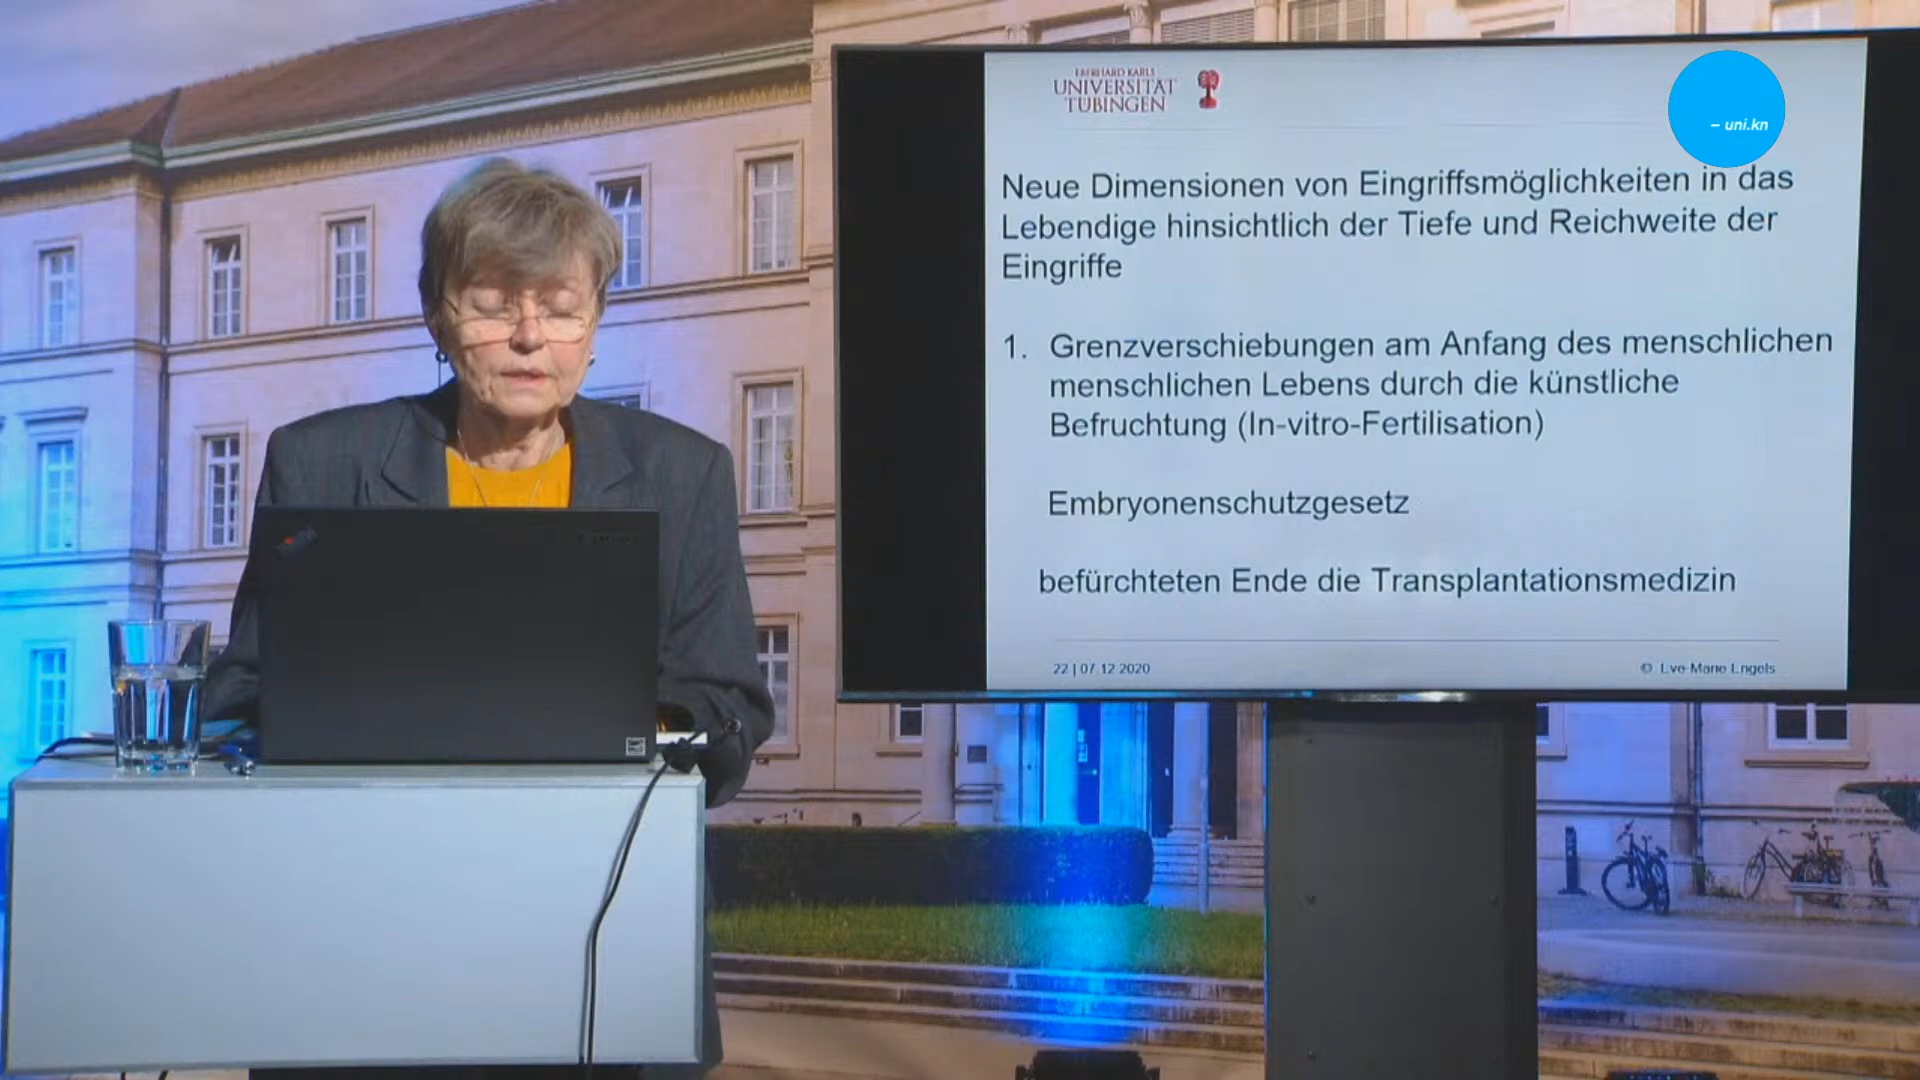 EBERHARD KARLS
UNIVERSITÄT
TÜBINGEN
– uni.kn
Neue Dimensionen von Eingriffsmöglichkeiten in das
Lebendige hinsichtlich der Tiefe und Reichweite der
Eingriffe
1. Grenzverschiebungen am Anfang des menschlichen
menschlichen Lebens durch die künstliche
Befruchtung (In-vitro-Fertilisation)
Embryonenschutzgesetz
befürchteten Ende die Transplantationsmedizin
22 | 07.12.2020
© Eve-Marie Engels